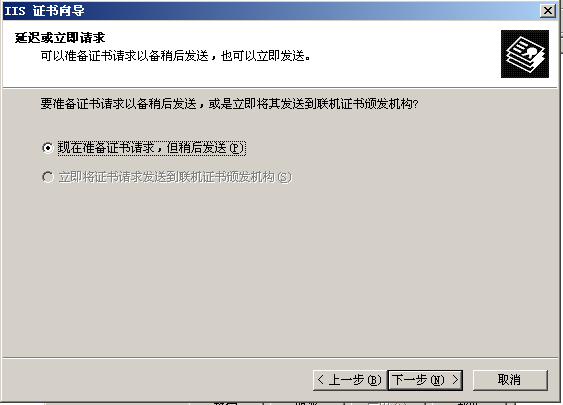 IIS 证书向导
延迟或立即请求
可以准备证书请求以备稍后发送，也可以立即发送。
要准备证书请求以备稍后发送，或是立即将其发送到联机证书颁发机构?
现在准备证书请求，但稍后发送(P)
立即将证书请求发送到联机证书颁发机构(S)
< 上一步(B) 下一步(N) > 取消